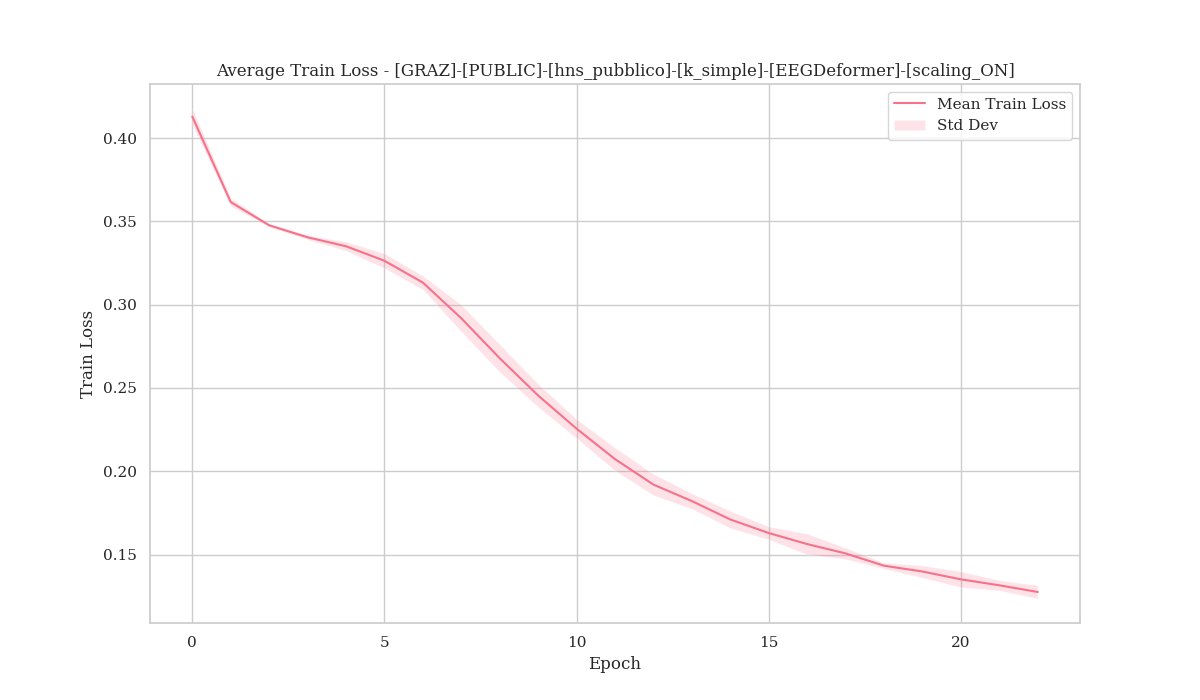 Average Train Loss - [GRAZ]-[PUBLIC]-[hns_pubblico]-[k_simple]-[EEGDeformer]-[scaling_ON]
Mean Train Loss
Std Dev
0.40
0.35
0.30
0.25
0.20
0.15
Train Loss
0
5
10
15
20
Epoch